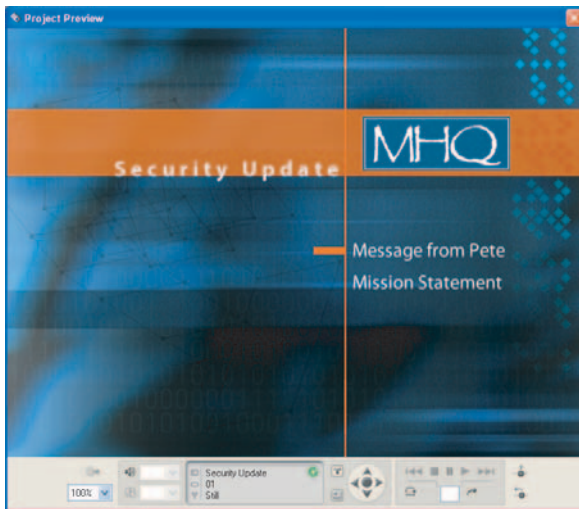 Project Preview
MHQ
Security Update
Message from Pete
Mission Statement
Security Update
01
100%
Still